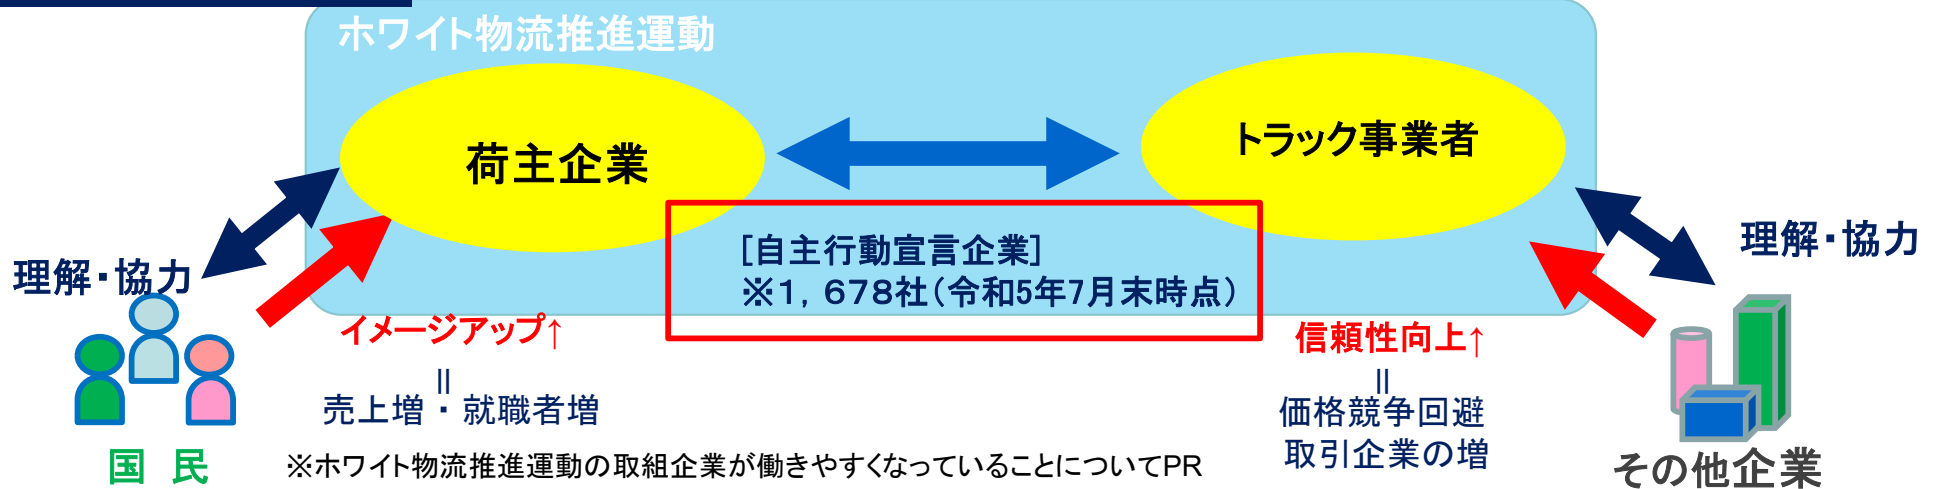 ホワイト物流推進運動
荷主企業
トラック事業者
[自主行動宣言企業]
※1，678社(令和5年7月末時点)
理解・協力
理解・協力
イメージアップ↑
＝
売上増・就職者増
信頼性向上↑
＝
価格競争回避
取引企業の増
国　民
※ホワイト物流推進運動の取組企業が働きやすくなっていることについてPR
その他企業